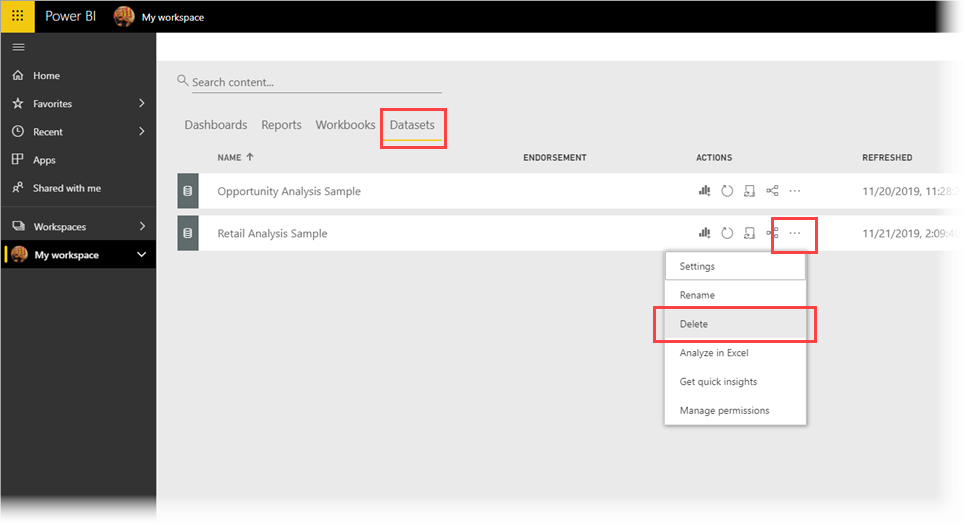 Power BI My workspace
Home
Favorites
Recent
Apps
Shared with me
Workspaces
My workspace
Search content...
Dashboards Reports Workbooks Datasets
NAME ENDORSEMENT ACTIONS REFRESHED
Opportunity Analysis Sample 11/20/2019, 11:28:2
Retail Analysis Sample 11/21/2019, 2:09:40
Settings
Rename
Delete
Analyze in Excel
Get quick insights
Manage permissions